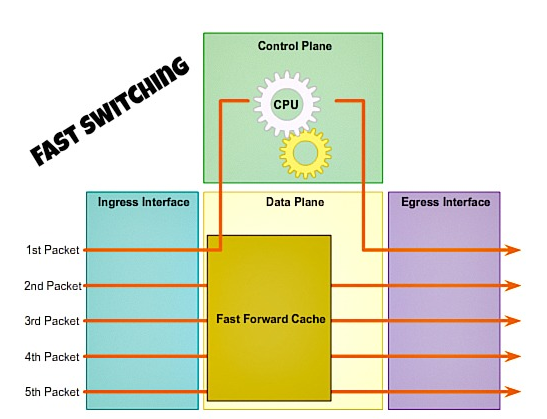 FAST SWITCHING
Control Plane
CPU
Ingress Interface
Data Plane
Egress Interface
1st Packet
2nd Packet
3rd Packet
Fast Forward Cache
4th Packet
5th Packet